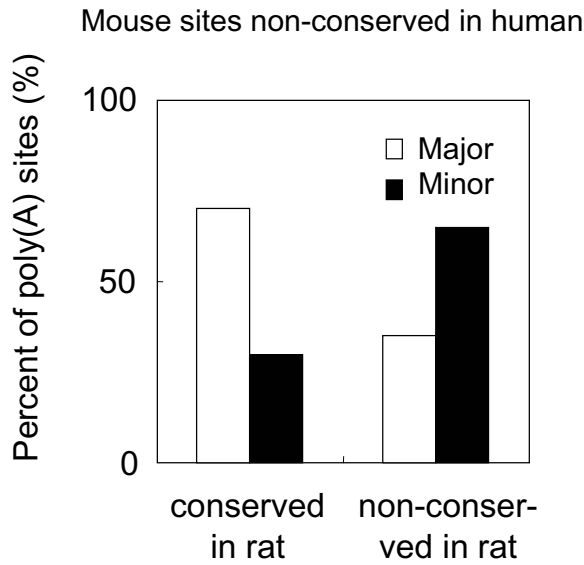 Mouse sites non-conserved in human
Percent of poly(A) sites (%)
100
50
0
Major
Minor
conserved
in rat
non-conser-
ved in rat